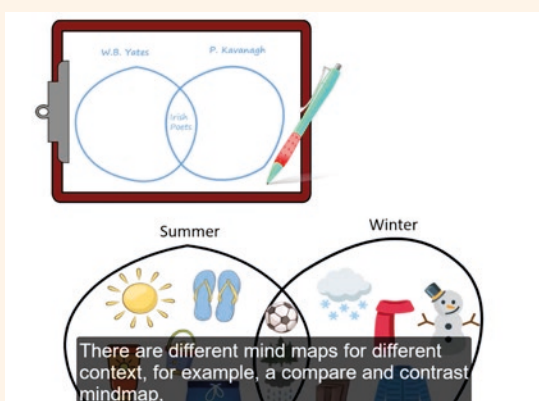 W.B. Yates
P. Kavanagh
Irish
Poets
Summer
Winter
There are different mind maps for different
context, for example, a compare and contrast
mindmap.